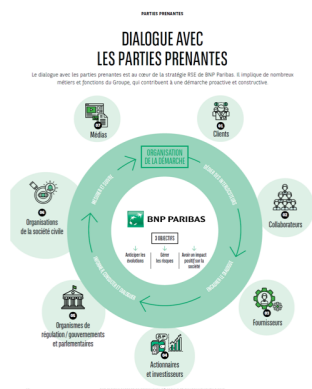 PARTIES PRENANTES
DIALOGUE AVEC
LES PARTIES PRENANTES
Le dialogue avec les parties prenantes est au cœur de la stratégie RSE de BNP Paribas. Il implique de nombreux
métiers et fonctions du Groupe, qui contribuent à une démarche proactive et constructive.
Médias
Clients
ORGANISATION
DE LA DÉMARCHE
Organisations
de la société civile
Collaborateurs
BNP PARIBAS
3 OBJECTIFS
Anticiper les
évolutions
Gérer
les risques
Avoir un impact
positif sur la
société
Organismes de
régulation / gouvernements
et parlementaires
Fournisseurs
Actionnaires
et investisseurs